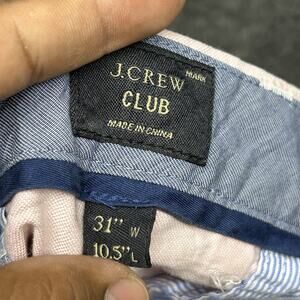 J.CREW
CLUB
MADE IN CHINA
31" W
10.5" L